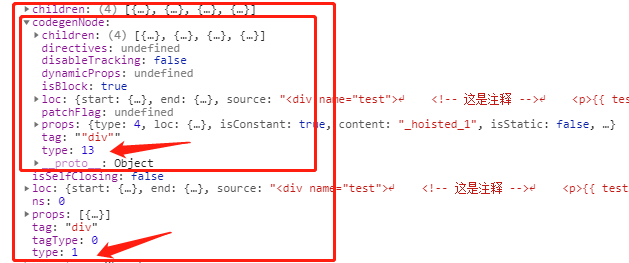 ▸ children: (4) [{…}, {…}, {…}, {…}]
▾ codegenNode:
▸ children: (4) [{…}, {…}, {…}, {…}]
directives: undefined
disableTracking: false
dynamicProps: undefined
isBlock: true
▸ loc: {start: {…}, end: {…}, source: "<div name="test">↵    <!-- 这是注释 -->↵    <p>{{ test
patchFlag: undefined
▸ props: {type: 4, loc: {…}, isConstant: true, content: "_hoisted_1", isStatic: false, …}
tag: ""div""
type: 13
▸ __proto__: Object
isSelfClosing: false
▸ loc: {start: {…}, end: {…}, source: "<div name="test">↵    <!-- 这是注释 -->↵    <p>{{ test
ns: 0
▸ props: [{…}]
tag: "div"
tagType: 0
type: 1